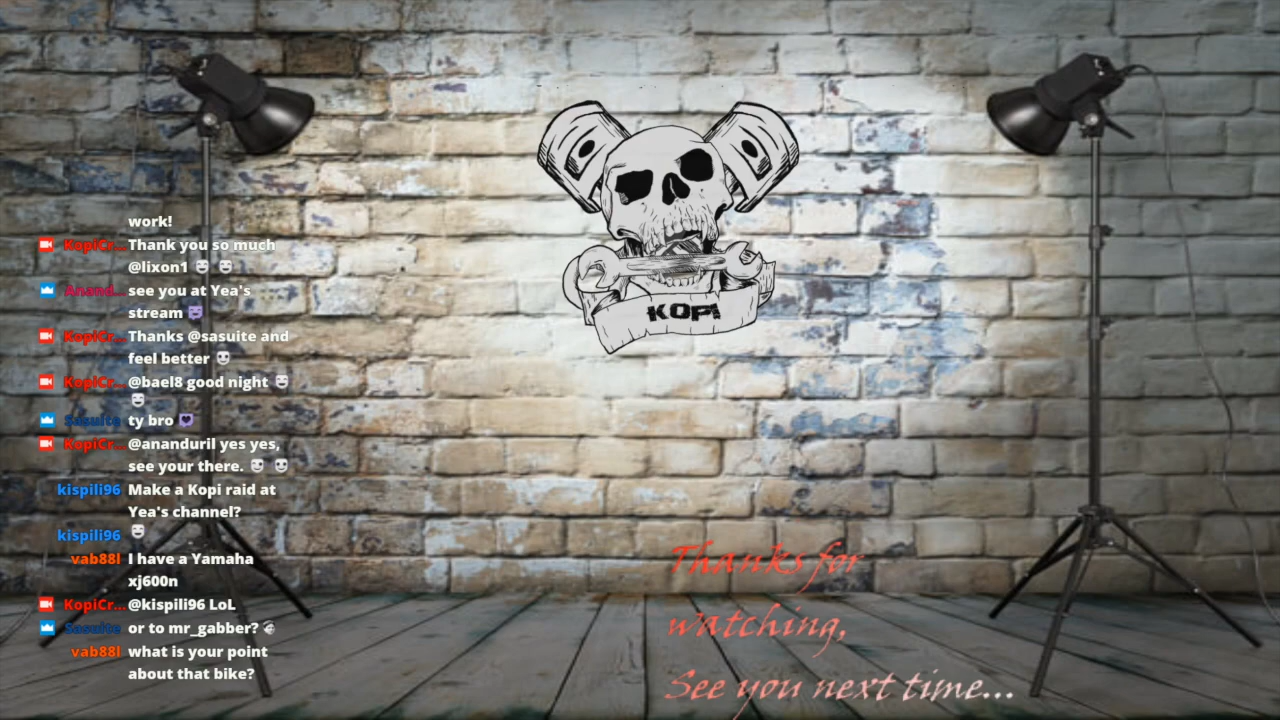 work!
KopiCr... Thank you so much
@lixon1
Anand... see you at Yea's
stream
KopiCr... Thanks @sasuite and
feel better
KopiCr... @bael8 good night
Sasuite ty bro
KopiCr... @ananduril yes yes,
see your there.
kispili96 Make a Kopi raid at
Yea's channel?
kispili96
vab88l I have a Yamaha
xj600n
KopiCr... @kispili96 LoL
Sasuite or to mr_gabber?
vab88l what is your point
about that bike?
KOPI
Thanks for
watching,
See you next time...